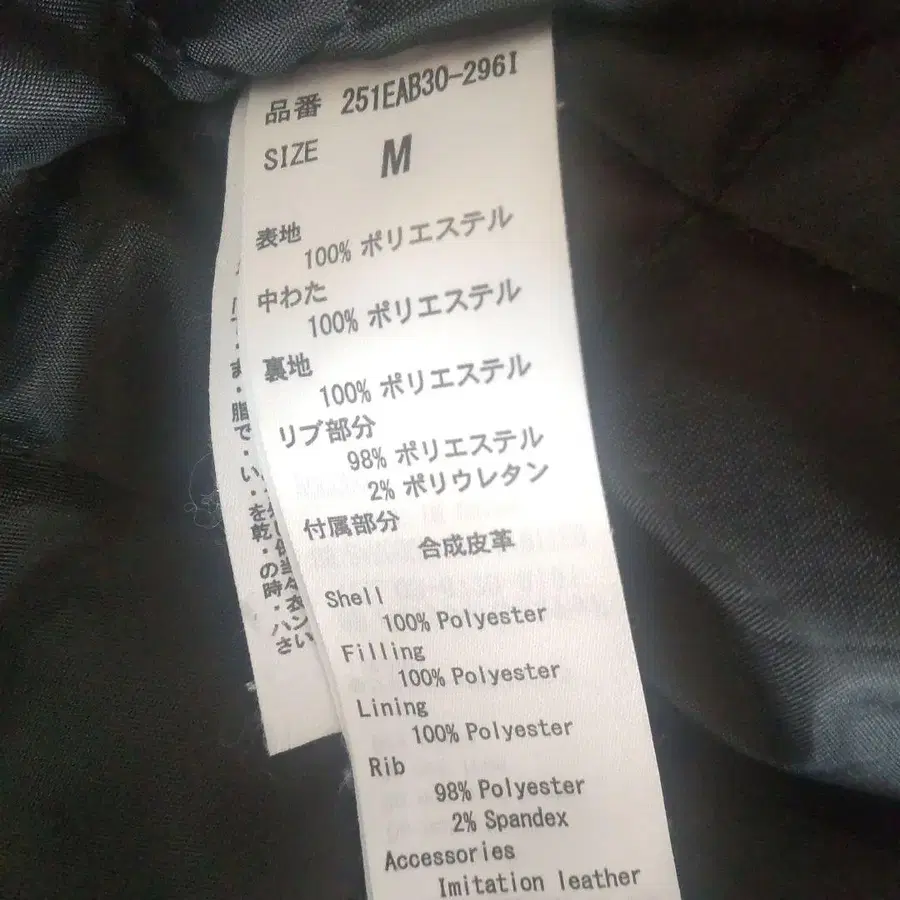 品番 251EAB30-296I
SIZE M
表地
100% ポリエステル
中わた
100% ポリエステル
裏地
100% ポリエステル
リブ部分
98% ポリエステル
2% ポリウレタン
付属部分
合成皮革
Shell
100% Polyester
Filling
100% Polyester
Lining
100% Polyester
Rib
98% Polyester
2% Spandex
Accessories
Imitation leather